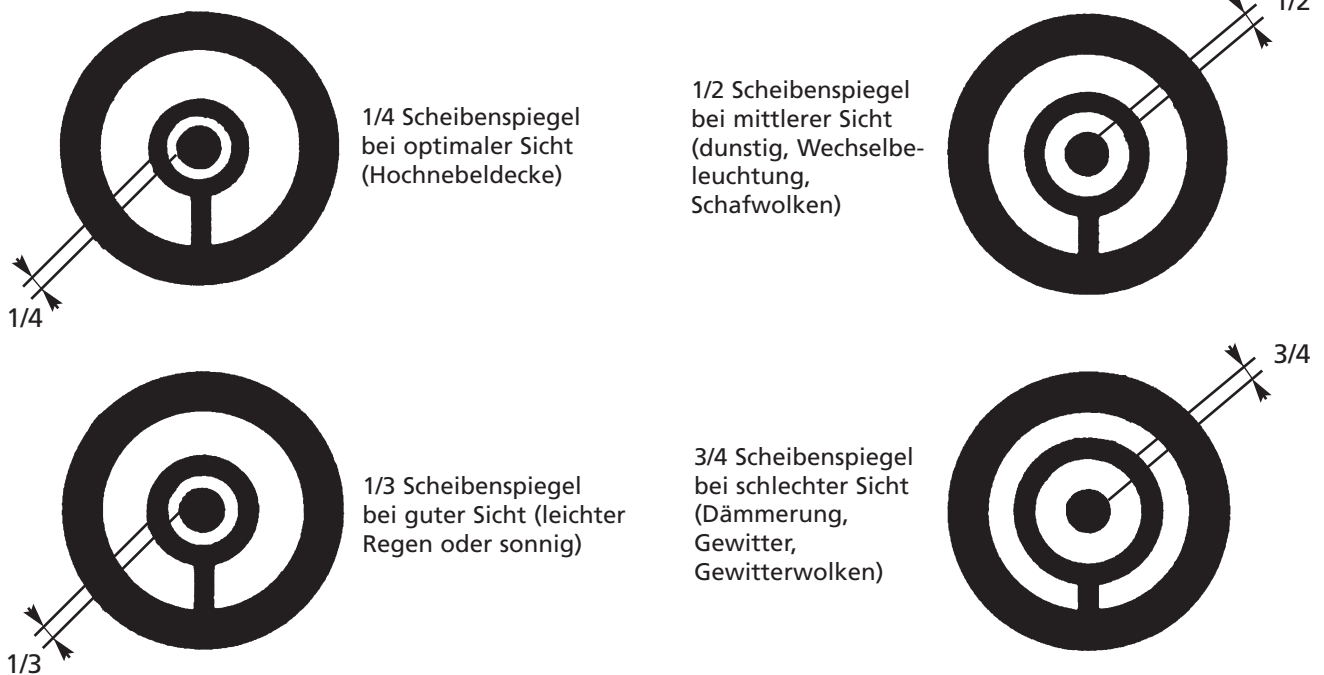 1/4 Scheibenspiegel
bei optimaler Sicht
(Hochnebeldecke)
1/4
1/2
1/2 Scheibenspiegel
bei mittlerer Sicht
(dunstig, Wechselbe-
leuchtung,
Schafwolken)
1/3 Scheibenspiegel
bei guter Sicht (leichter
Regen oder sonnig)
1/3
3/4
3/4 Scheibenspiegel
bei schlechter Sicht
(Dämmerung,
Gewitter,
Gewitterwolken)